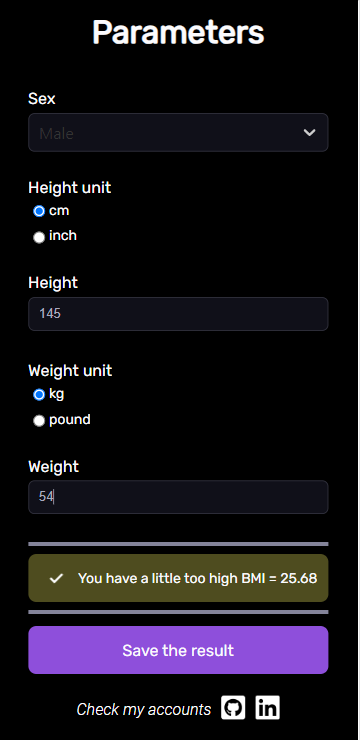 Parameters
Sex
Male
Height unit
cm
inch
Height
145
Weight unit
kg
pound
Weight
54
You have a little too high BMI = 25.68
Save the result
Check my accounts
in